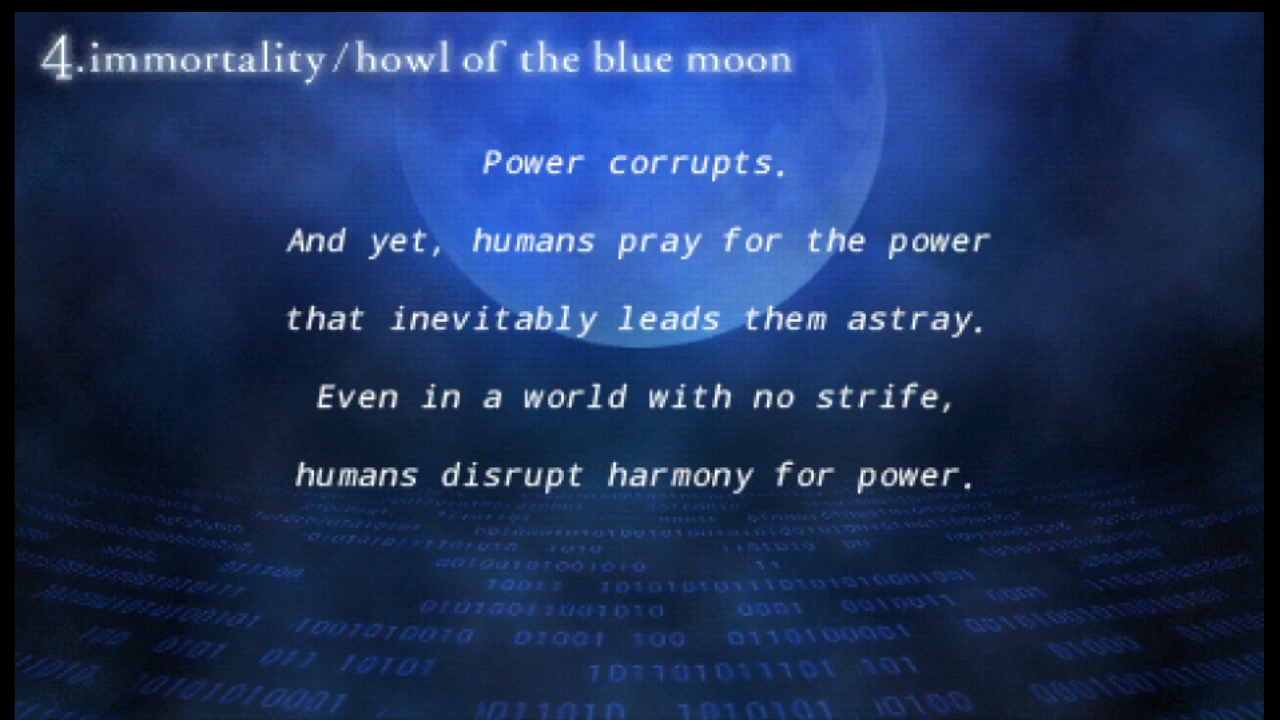 4.immortality/howl of the blue moon
Power corrupts.
And yet, humans pray for the power
that inevitably leads them astray.
Even in a world with no strife,
humans disrupt harmony for power.